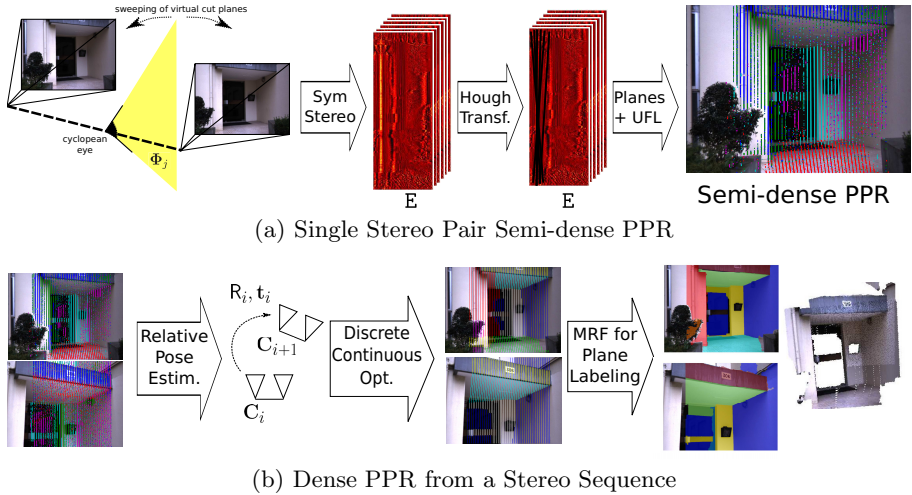 sweeping of virtual cut planes
cyclopean
eye
Φj
Sym
Stereo
E
Hough
Transf.
E
Planes
+ UFL
Semi-dense PPR
(a) Single Stereo Pair Semi-dense PPR
Relative
Pose
Estim.
Ri, ti
Ci+1
Ci
Discrete
Continuous
Opt.
MRF for
Plane
Labeling
(b) Dense PPR from a Stereo Sequence